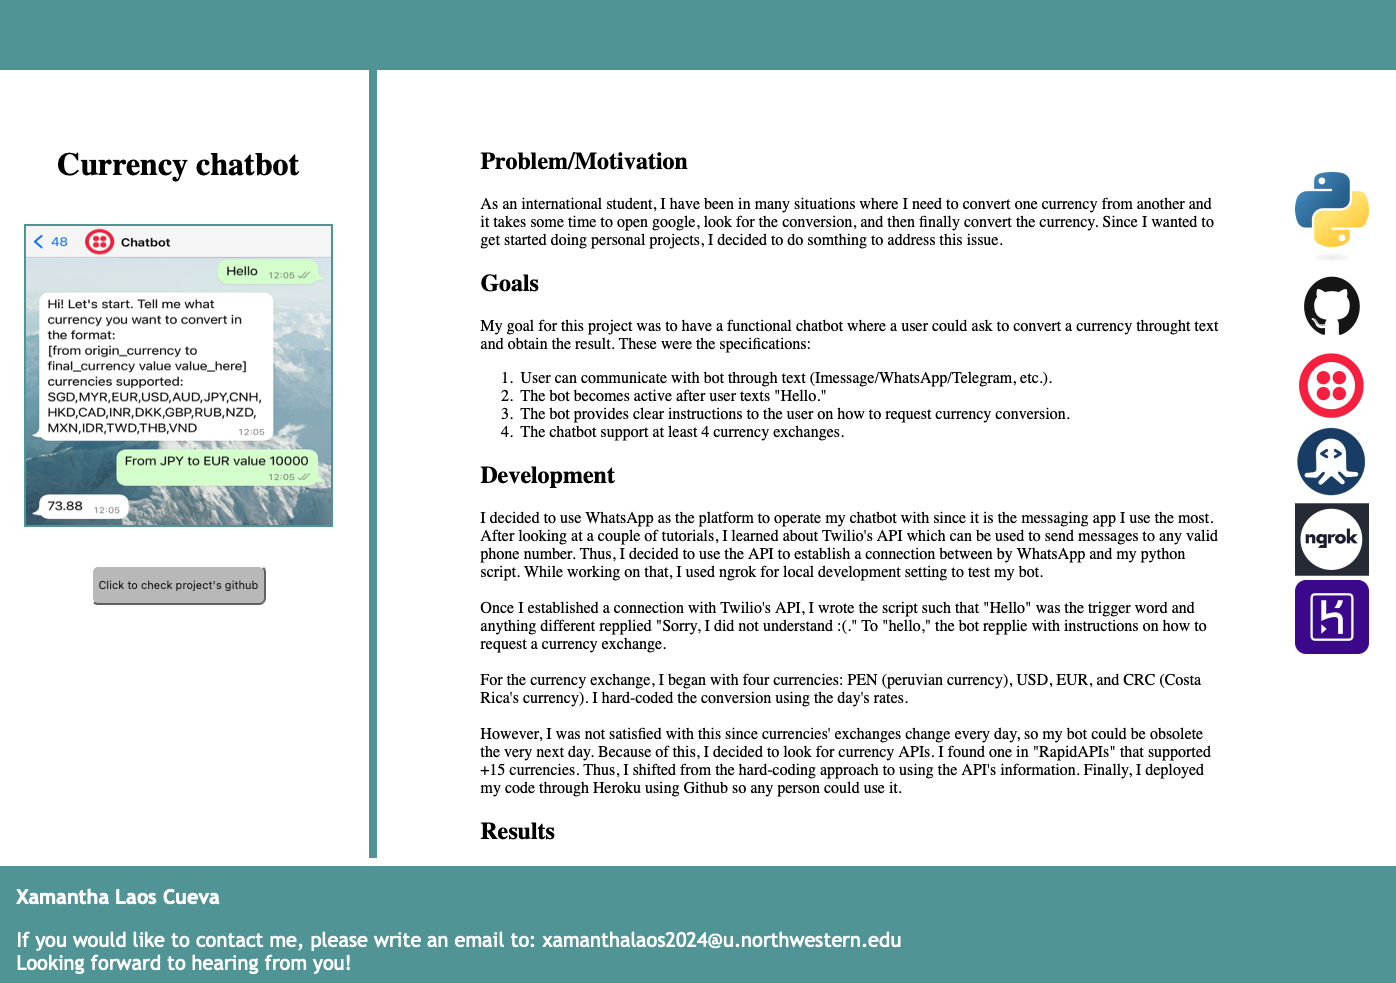 Currency chatbot
48
Chatbot
Hello 12:05
Hi! Let's start. Tell me what
currency you want to convert in
the format:
[from origin_currency to
final_currency value value_here]
currencies supported:
SGD,MYR,EUR,USD,AUD,JPY,CNH,
HKD,CAD,INR,DKK,GBP,RUB,NZD,
MXN,IDR,TWD,THB,VND 12:05
From JPY to EUR value 10000
12:05
73.88 12:05
Click to check project's github
Problem/Motivation
As an international student, I have been in many situations where I need to convert one currency from another and
it takes some time to open google, look for the conversion, and then finally convert the currency. Since I wanted to
get started doing personal projects, I decided to do somthing to address this issue.
Goals
My goal for this project was to have a functional chatbot where a user could ask to convert a currency throught text
and obtain the result. These were the specifications:
1. User can communicate with bot through text (Imessage/WhatsApp/Telegram, etc.).
2. The bot becomes active after user texts "Hello."
3. The bot provides clear instructions to the user on how to request currency conversion.
4. The chatbot support at least 4 currency exchanges.
Development
I decided to use WhatsApp as the platform to operate my chatbot with since it is the messaging app I use the most.
After looking at a couple of tutorials, I learned about Twilio's API which can be used to send messages to any valid
phone number. Thus, I decided to use the API to establish a connection between by WhatsApp and my python
script. While working on that, I used ngrok for local development setting to test my bot.
Once I established a connection with Twilio's API, I wrote the script such that "Hello" was the trigger word and
anything different repplied "Sorry, I did not understand :(." To "hello," the bot repplie with instructions on how to
request a currency exchange.
For the currency exchange, I began with four currencies: PEN (peruvian currency), USD, EUR, and CRC (Costa
Rica's currency). I hard-coded the conversion using the day's rates.
However, I was not satisfied with this since currencies' exchanges change every day, so my bot could be obsolete
the very next day. Because of this, I decided to look for currency APIs. I found one in "RapidAPIs" that supported
+15 currencies. Thus, I shifted from the hard-coding approach to using the API's information. Finally, I deployed
my code through Heroku using Github so any person could use it.
Results
ngrok
Xamantha Laos Cueva
If you would like to contact me, please write an email to: xamanthalaos2024@u.northwestern.edu
Looking forward to hearing from you!